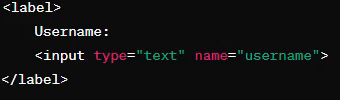 <label>
    Username:
    <input type="text" name="username">
</label>